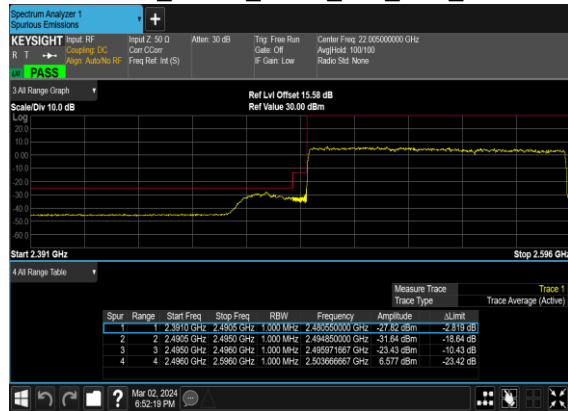 Spectrum Analyzer 1
Spurious Emissions
KEYSIGHT Input: RF Input Z: 50 Ω Atten: 30 dB Trig: Free Run Center Freq: 22.005000000 GHz
R T Coupling: DC Corr CCorr Gate: Off Avg|Hold: 100/100
Align: Auto/No RF Freq Ref: Int (S) IF Gain: Low Radio Std: None
PASS
3 All Range Graph
Ref Lvl Offset 15.58 dB
Scale/Div 10.0 dB Ref Value 30.00 dBm
Log
20.0
10.0
0.00
-10.0
-20.0
-30.0
-40.0
-50.0
-60.0
Start 2.391 GHz Stop 2.596 GHz
4 All Range Table
Measure Trace Trace 1
Trace Type Trace Average (Active)
Spur Range Start Freq Stop Freq RBW Frequency Amplitude ΔLimit
1 1 2.3910 GHz 2.4905 GHz 1.000 MHz 2.480550000 GHz -27.82 dBm -2.819 dB
2 2 2.4905 GHz 2.4950 GHz 1.000 MHz 2.494850000 GHz -31.64 dBm -18.64 dB
3 3 2.4950 GHz 2.4960 GHz 1.000 MHz 2.495971667 GHz -23.43 dBm -10.43 dB
4 4 2.4960 GHz 2.5960 GHz 1.000 MHz 2.503666667 GHz 6.577 dBm -23.42 dB
? Mar 02, 2024
6:52:19 PM